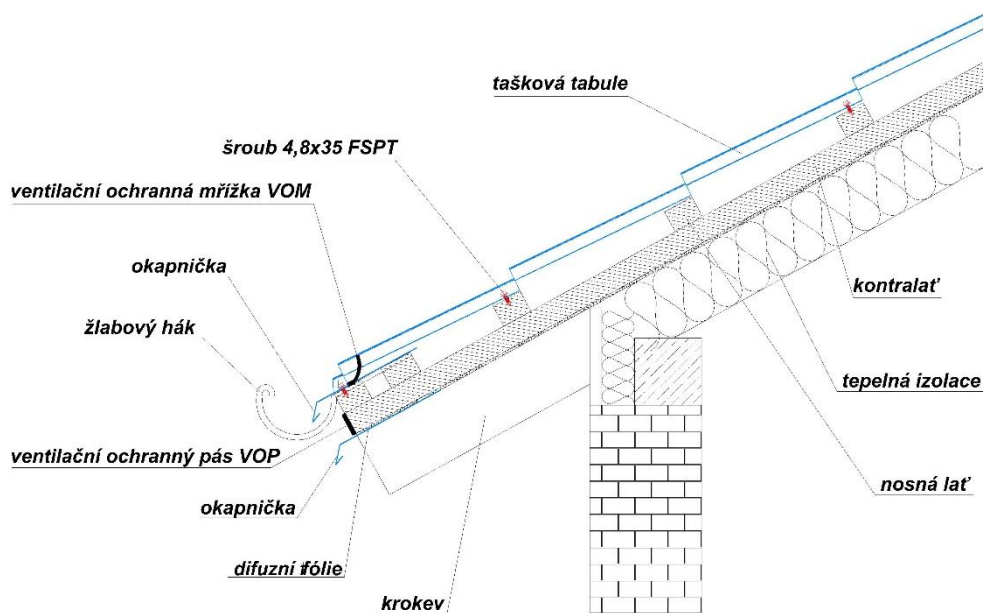 tašková tabule
šroub 4,8x35 FSPT
ventilační ochranná mřížka VOM
okapnička
žlabový hák
kontralať
tepelná izolace
ventilační ochranný pás VOP
nosná lať
okapnička
difuzní fólie
krokev